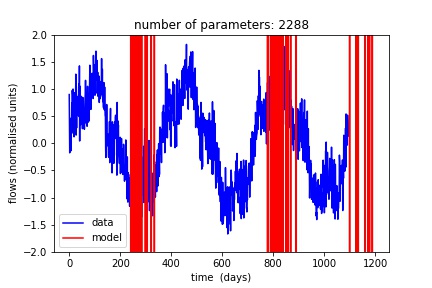 number of parameters: 2288
flows (normalised units)
2.0
1.5
1.0
0.5
0.0
−0.5
−1.0
−1.5
−2.0
data
model
0 200 400 600 800 1000 1200
time (days)